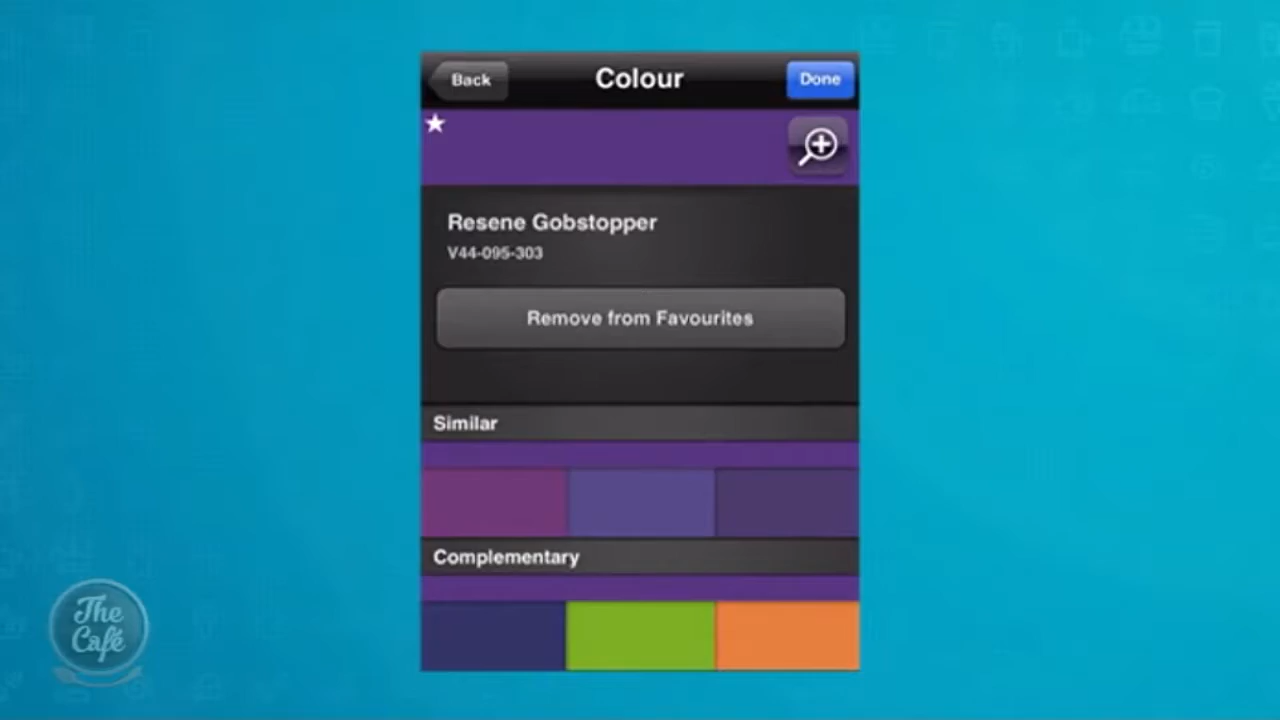 Back
Colour
Done
Resene Gobstopper
V44-095-303
Remove from Favourites
Similar
Complementary
The
Café